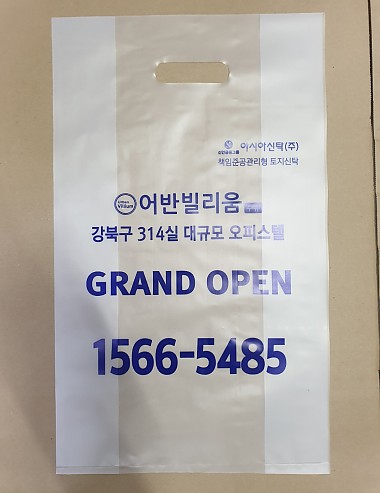 아시아신탁(주)
책임준공관리형 토지신탁
어반빌리움
강북구 314실 대규모 오피스텔
GRAND OPEN
1566-5485